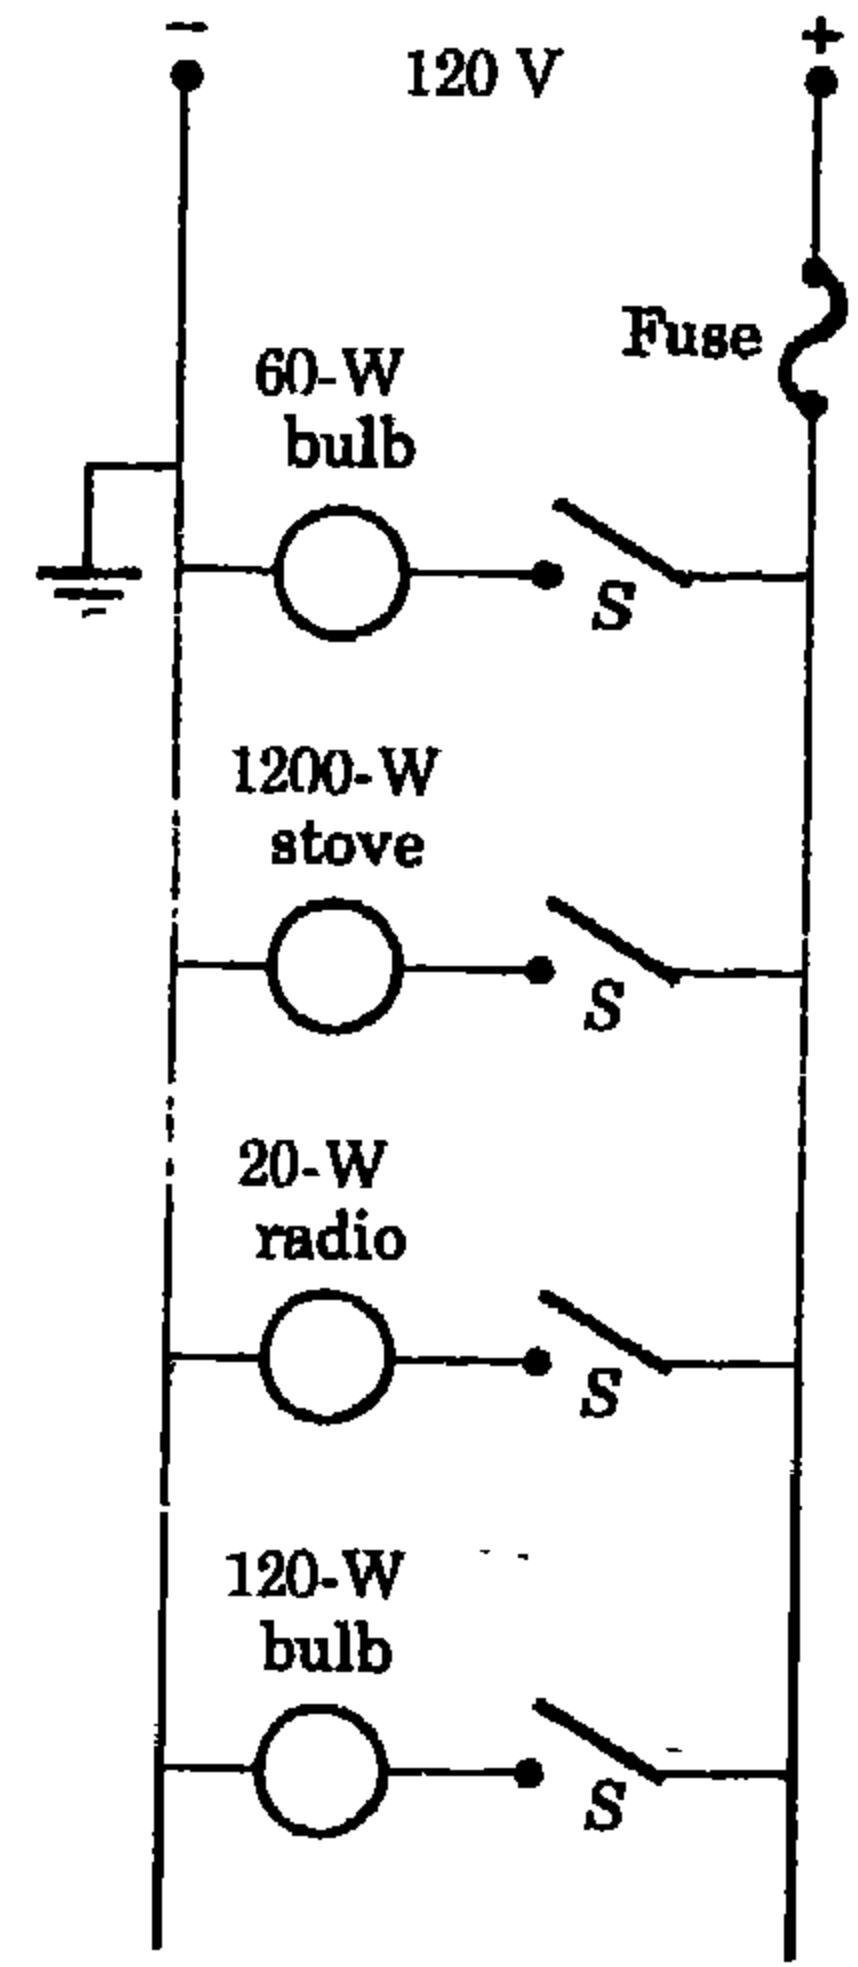 −
120 V
+
Fuse
60-W
bulb
S
1200-W
stove
S
20-W
radio
S
120-W
bulb
S